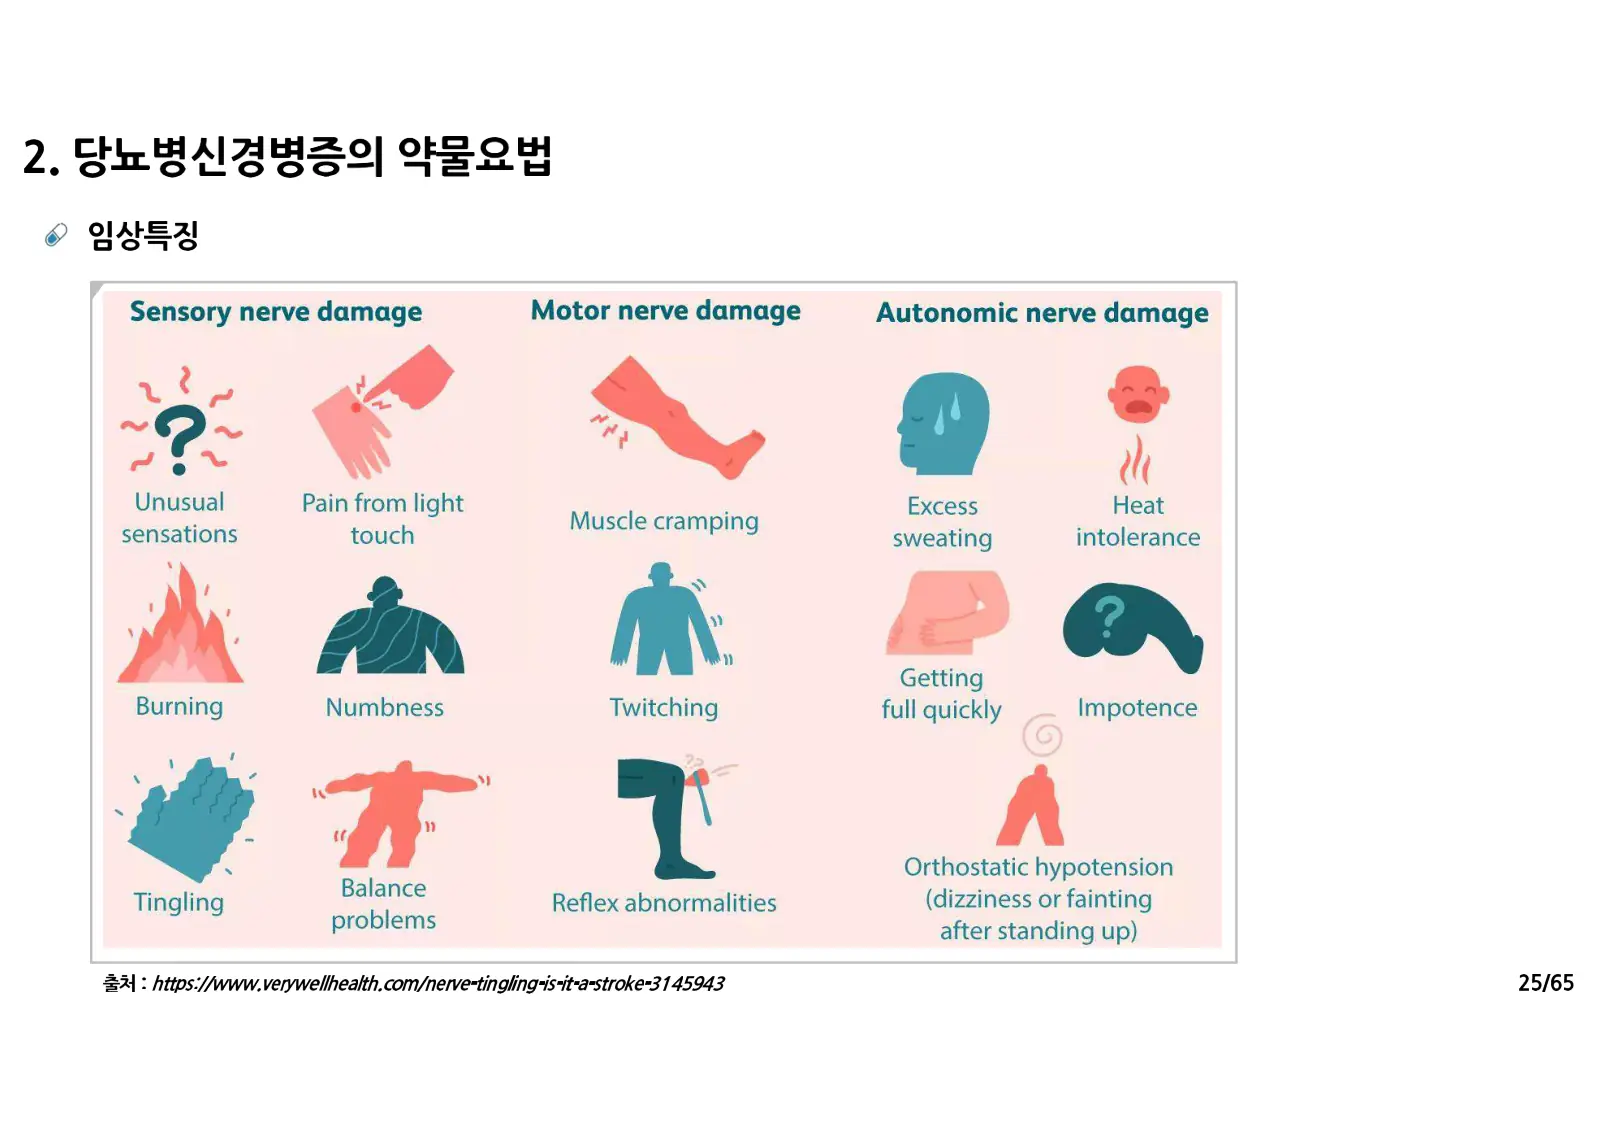 2. 당뇨병신경병증의 약물요법
임상특징
Sensory nerve damage
Motor nerve damage
Autonomic nerve damage
Unusual
sensations
Pain from light
touch
Muscle cramping
Excess
sweating
Heat
intolerance
Burning
Numbness
Twitching
Getting
full quickly
?
Impotence
Tingling
Balance
problems
??
Reflex abnormalities
Orthostatic hypotension
(dizziness or fainting
after standing up)
출처 : https://www.verywellhealth.com/nerve-tingling-is-it-a-stroke-3145943
25/65